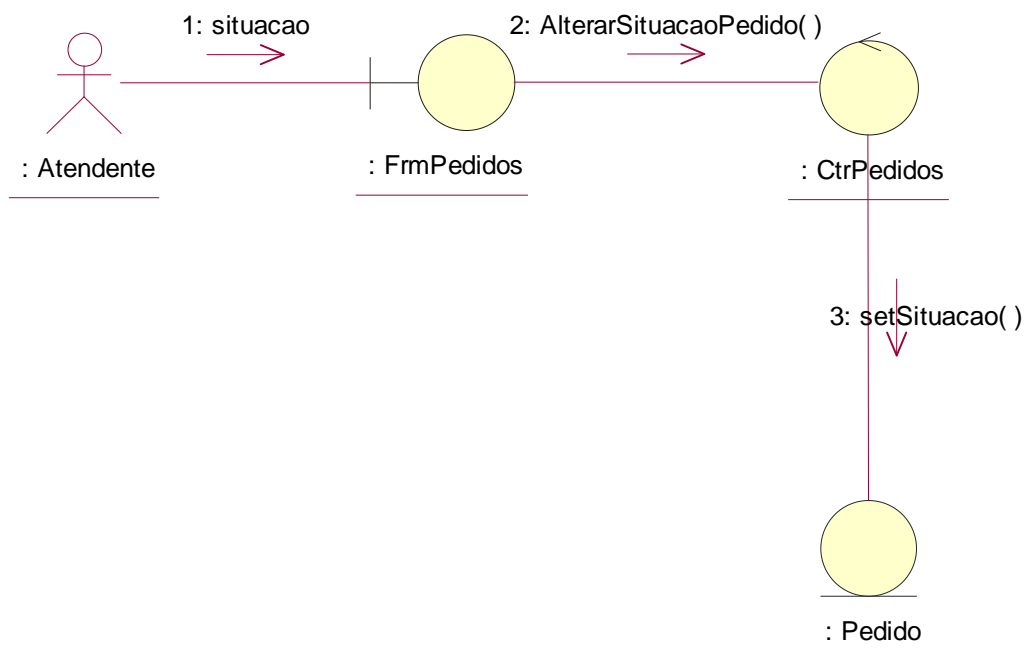 1: situacao
2: AlterarSituacaoPedido( )
: Atendente
: FrmPedidos
: CtrPedidos
3: setSituacao( )
: Pedido